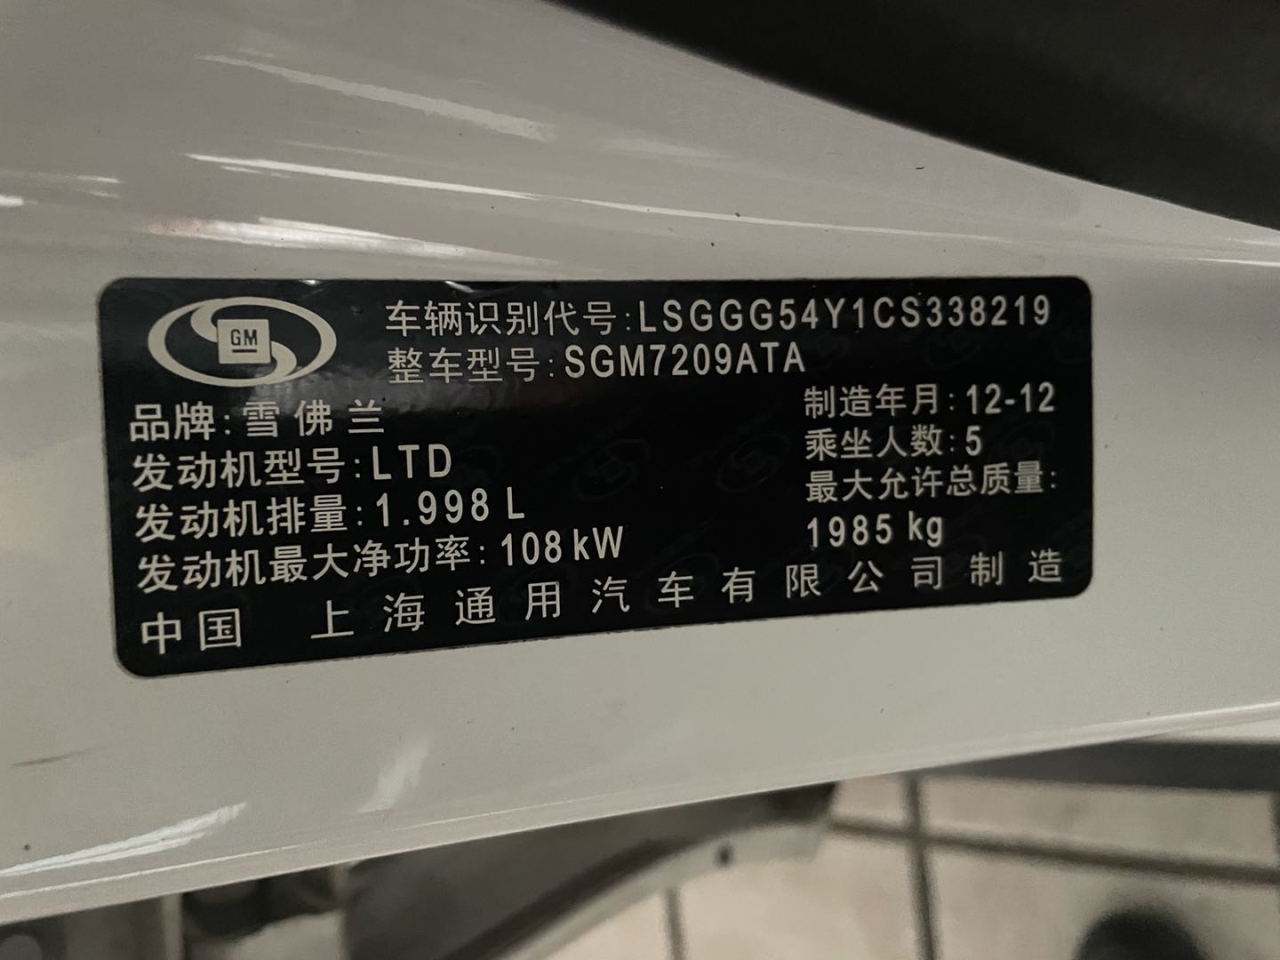 GM
车辆识别代号:LSGGG54Y1CS338219
整车型号:SGM7209ATA
品牌:雪佛兰
制造年月:12-12
发动机型号:LTD
乘坐人数:5
发动机排量:1.998 L
最大允许总质量:
1985 kg
发动机最大净功率:108kW
中国 上海通用汽车有限公司制造